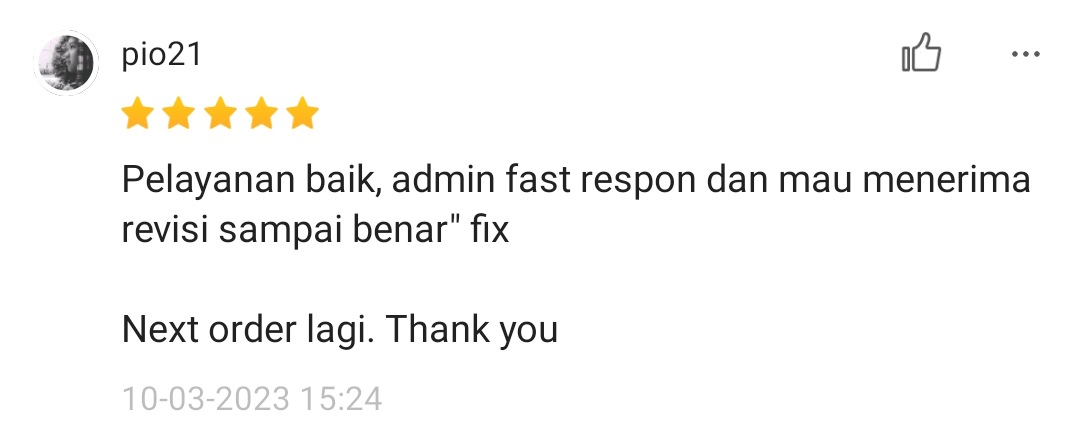 pio21
Pelayanan baik, admin fast respon dan mau menerima
revisi sampai benar" fix
Next order lagi. Thank you
10-03-2023 15:24